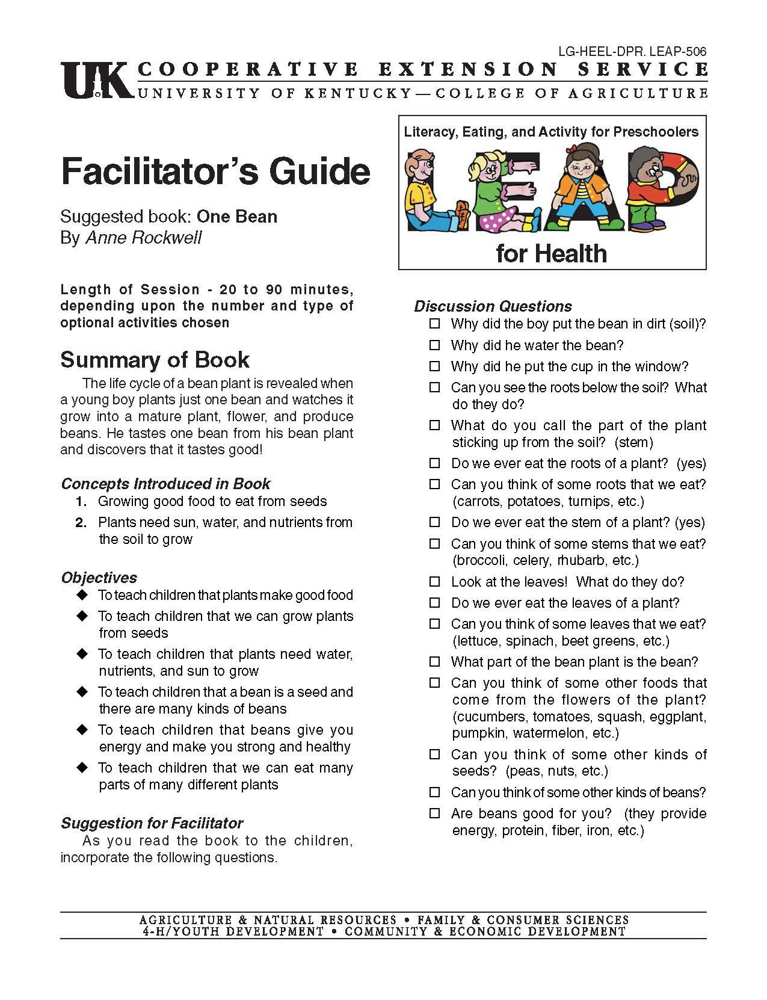 LG-HEEL-DPR. LEAP-506
UK
COOPERATIVE EXTENSION SERVICE
UNIVERSITY OF KENTUCKY—COLLEGE OF AGRICULTURE
Literacy, Eating, and Activity for Preschoolers
LEAP
for Health
Facilitator's Guide
Suggested book: One Bean
By Anne Rockwell
Length of Session - 20 to 90 minutes,
depending upon the number and type of
optional activities chosen
Summary of Book
The life cycle of a bean plant is revealed when
a young boy plants just one bean and watches it
grow into a mature plant, flower, and produce
beans. He tastes one bean from his bean plant
and discovers that it tastes good!
Concepts Introduced in Book
1. Growing good food to eat from seeds
2. Plants need sun, water, and nutrients from
the soil to grow
Objectives
◆ To teach children that plants make good food
◆ To teach children that we can grow plants
from seeds
◆ To teach children that plants need water,
nutrients, and sun to grow
◆ To teach children that a bean is a seed and
there are many kinds of beans
◆ To teach children that beans give you
energy and make you strong and healthy
◆ To teach children that we can eat many
parts of many different plants
Suggestion for Facilitator
As you read the book to the children,
incorporate the following questions.
Discussion Questions
□ Why did the boy put the bean in dirt (soil)?
□ Why did he water the bean?
□ Why did he put the cup in the window?
□ Can you see the roots below the soil? What
do they do?
□ What do you call the part of the plant
sticking up from the soil? (stem)
□ Do we ever eat the roots of a plant? (yes)
□ Can you think of some roots that we eat?
(carrots, potatoes, turnips, etc.)
□ Do we ever eat the stem of a plant? (yes)
□ Can you think of some stems that we eat?
(broccoli, celery, rhubarb, etc.)
□ Look at the leaves! What do they do?
□ Do we ever eat the leaves of a plant?
□ Can you think of some leaves that we eat?
(lettuce, spinach, beet greens, etc.)
□ What part of the bean plant is the bean?
□ Can you think of some other foods that
come from the flowers of the plant?
(cucumbers, tomatoes, squash, eggplant,
pumpkin, watermelon, etc.)
□ Can you think of some other kinds of
seeds? (peas, nuts, etc.)
□ Can you think of some other kinds of beans?
□ Are beans good for you? (they provide
energy, protein, fiber, iron, etc.)
AGRICULTURE & NATURAL RESOURCES • FAMILY & CONSUMER SCIENCES
4-H/YOUTH DEVELOPMENT • COMMUNITY & ECONOMIC DEVELOPMENT